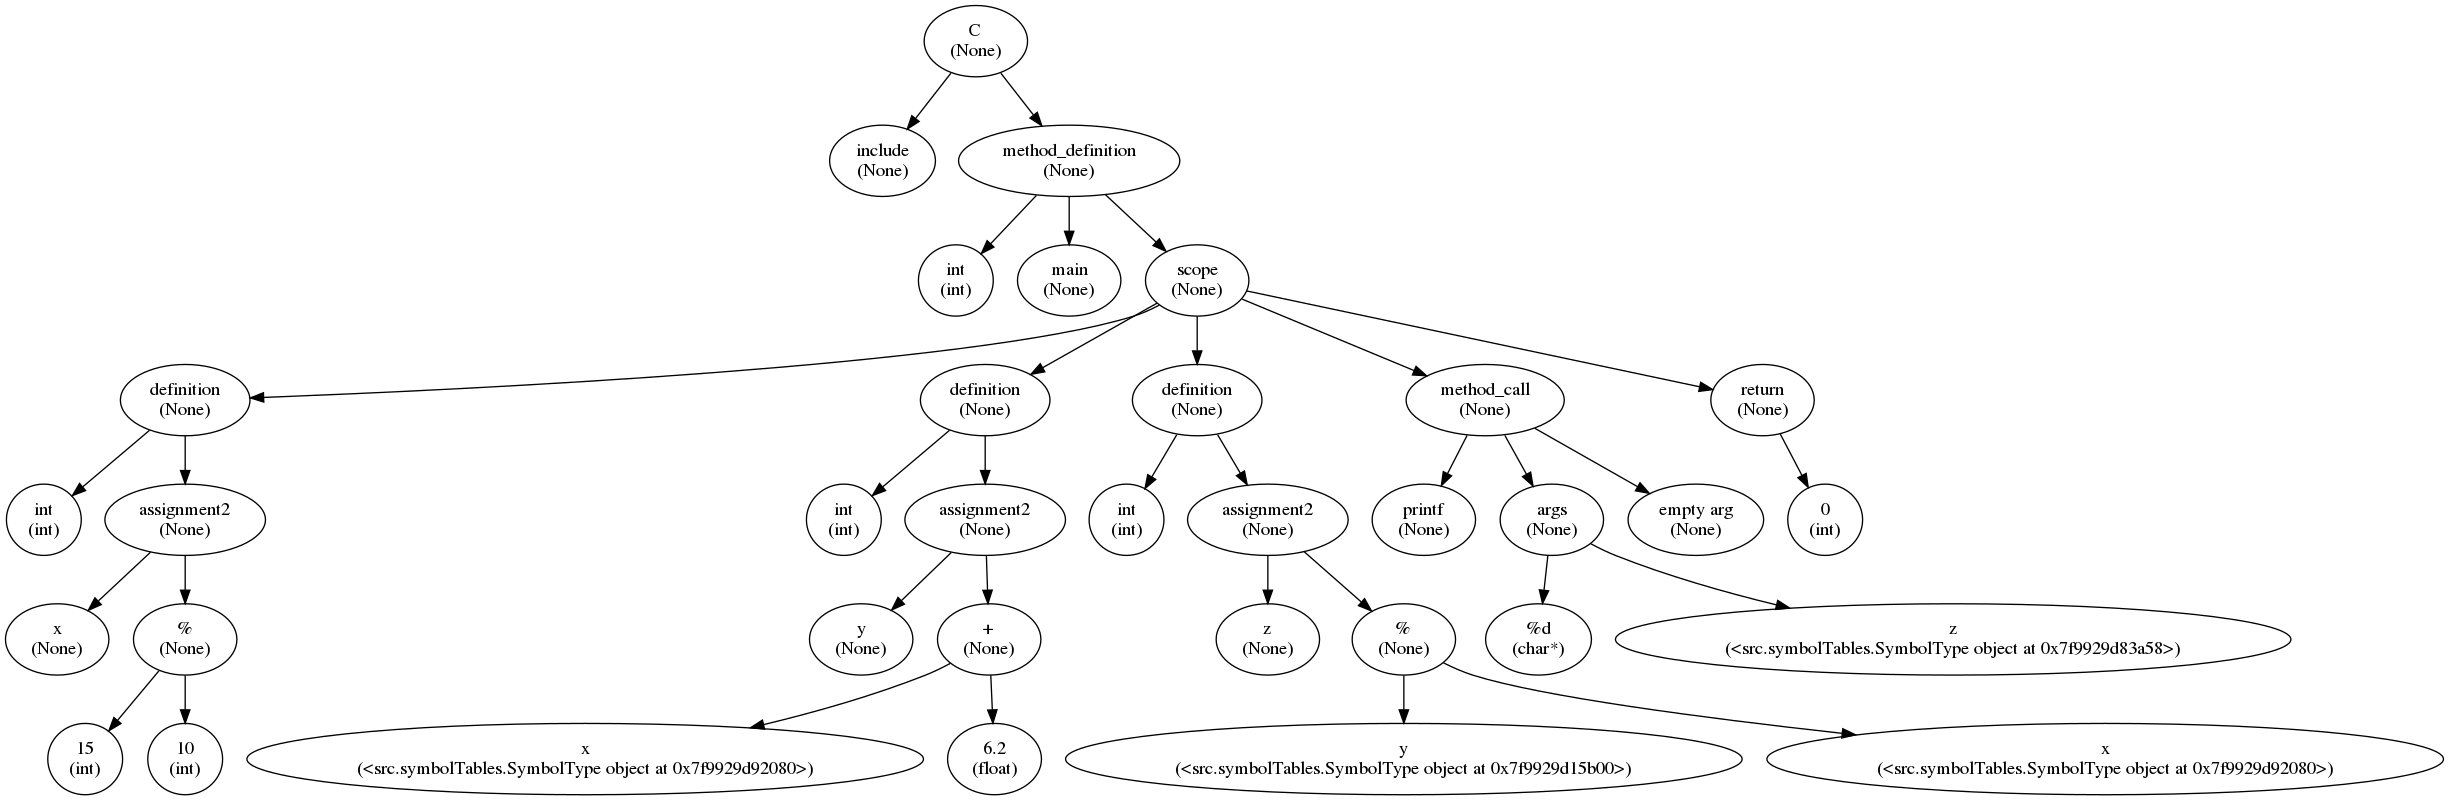 C
(None)
include
(None)
method_definition
(None)
int
(int)
main
(None)
scope
(None)
definition
(None)
definition
(None)
definition
(None)
method_call
(None)
return
(None)
int
(int)
assignment2
(None)
int
(int)
assignment2
(None)
int
(int)
assignment2
(None)
printf
(None)
args
(None)
empty arg
(None)
0
(int)
x
(None)
%
(None)
y
(None)
+
(None)
z
(None)
%
(None)
%d
(char*)
z
(<src.symbolTables.SymbolType object at 0x7f9929d83a58>)
15
(int)
10
(int)
x
(<src.symbolTables.SymbolType object at 0x7f9929d92080>)
6.2
(float)
y
(<src.symbolTables.SymbolType object at 0x7f9929d15b00>)
x
(<src.symbolTables.SymbolType object at 0x7f9929d92080>)